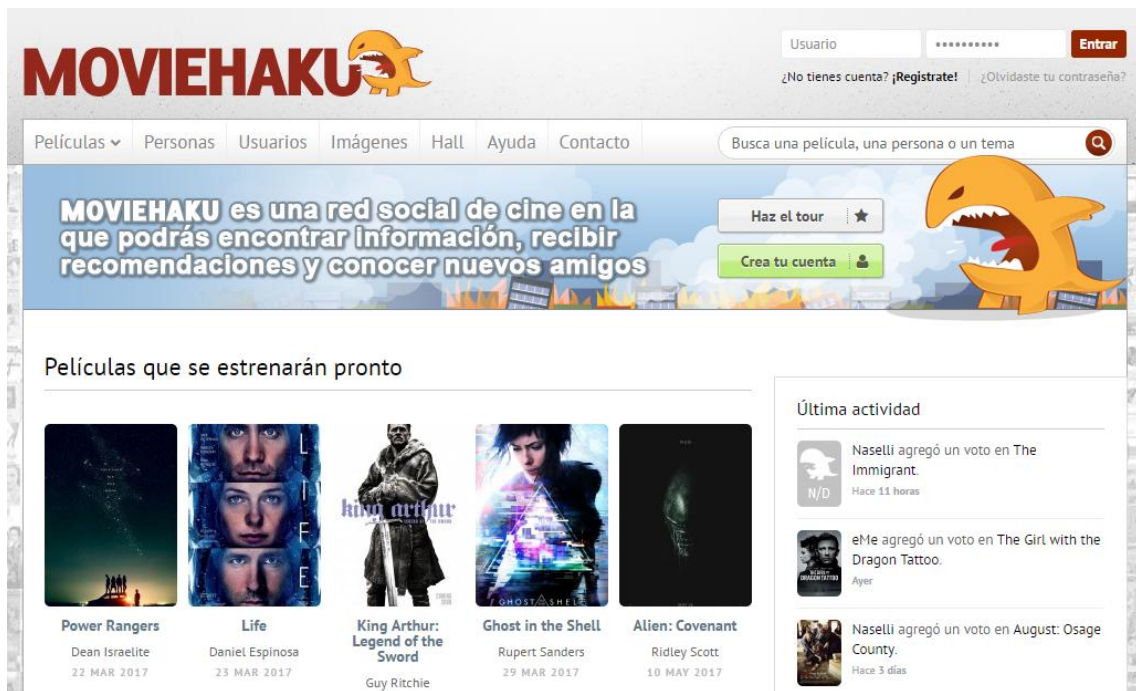 MOVIEHAKU
Usuario
••••••••••
Entrar
¿No tienes cuenta? ¡Registrate!
¿Olvidaste tu contraseña?
Películas
Personas
Usuarios
Imágenes
Hall
Ayuda
Contacto
Busca una película, una persona o un tema
MOVIEHAKU es una red social de cine en la
que podrás encontrar información, recibir
recomendaciones y conocer nuevos amigos
Haz el tour
Crea tu cuenta
Películas que se estrenarán pronto
LIFE
king arthur
GHOST IN THE SHELL
Power Rangers
Dean Israelite
22 MAR 2017
Life
Daniel Espinosa
23 MAR 2017
King Arthur:
Legend of the
Sword
Guy Ritchie
Ghost in the Shell
Rupert Sanders
29 MAR 2017
Alien: Covenant
Ridley Scott
10 MAY 2017
Última actividad
N/D
Naselli agregó un voto en The
Immigrant.
Hace 11 horas
DRAGON TATTOO
eMe agregó un voto en The Girl with the
Dragon Tattoo.
Ayer
Naselli agregó un voto en August: Osage
County.
Hace 3 días